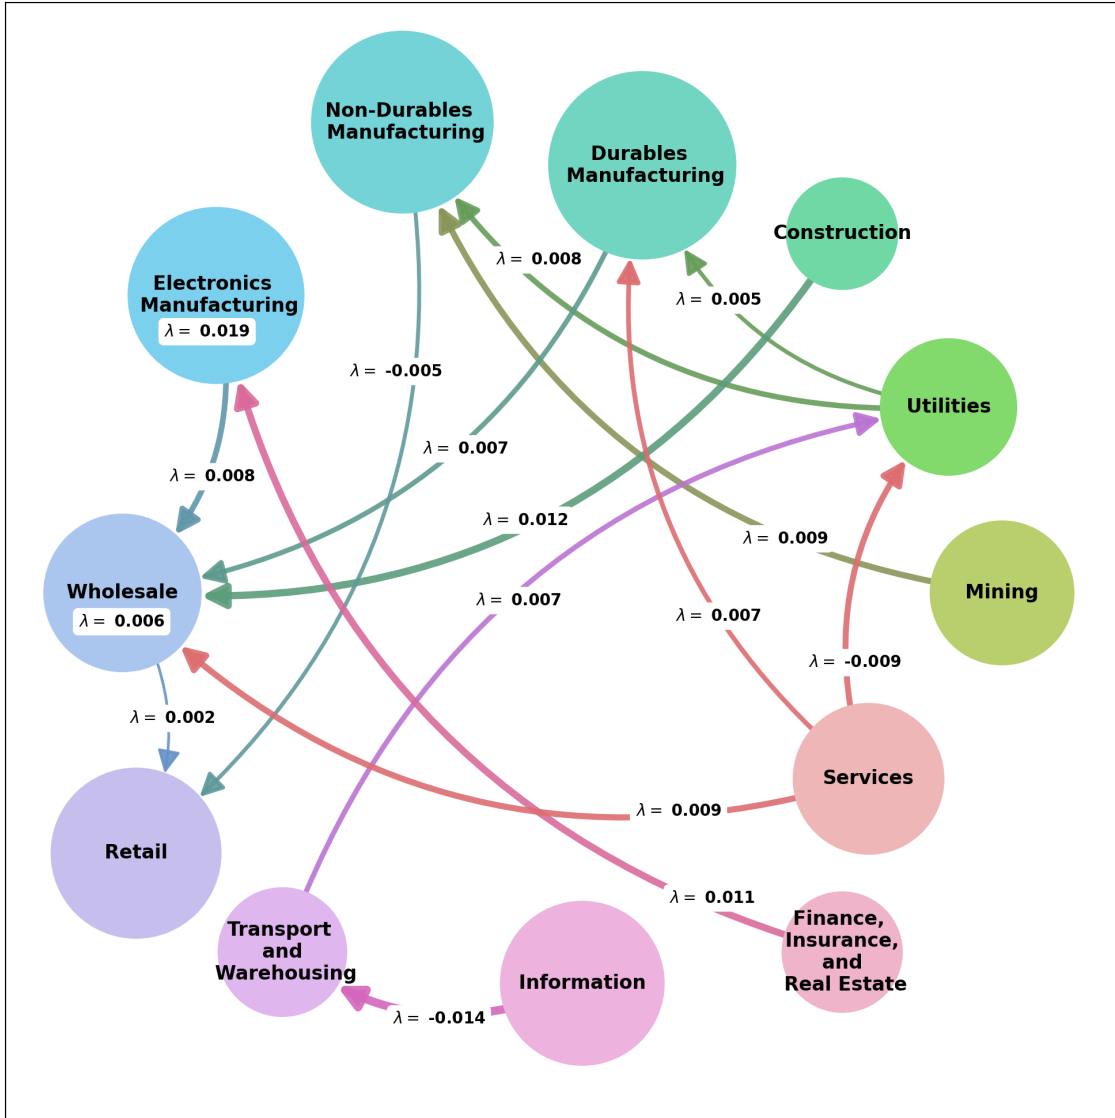 Non-Durables
Manufacturing
Durables
Manufacturing
Construction
λ = 0.008
Electronics
Manufacturing
λ = 0.019
λ = 0.005
λ = -0.005
Utilities
λ = 0.007
λ = 0.008
λ = 0.012
λ = 0.009
Wholesale
λ = 0.006
λ = 0.007
Mining
λ = 0.007
λ = -0.009
λ = 0.002
Services
λ = 0.009
Retail
λ = 0.011
Transport
and
Warehousing
Finance,
Insurance,
and
Real Estate
Information
λ = -0.014